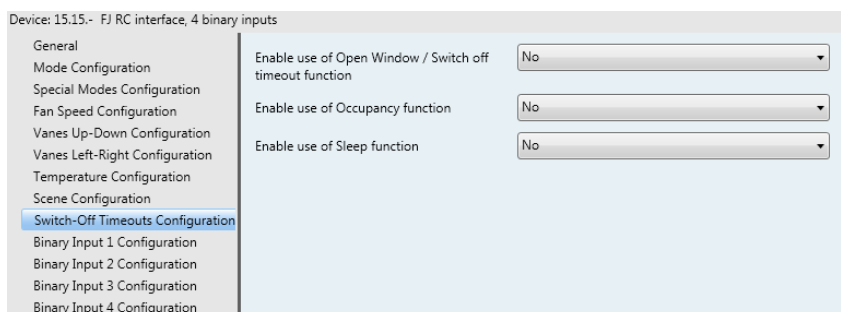 Device: 15.15.- FJ RC interface, 4 binary inputs
General
Mode Configuration
Special Modes Configuration
Fan Speed Configuration
Vanes Up-Down Configuration
Vanes Left-Right Configuration
Temperature Configuration
Scene Configuration
Switch-Off Timeouts Configuration
Binary Input 1 Configuration
Binary Input 2 Configuration
Binary Input 3 Configuration
Binary Input 4 Configuration
Enable use of Open Window / Switch off
timeout function
No
Enable use of Occupancy function
No
Enable use of Sleep function
No